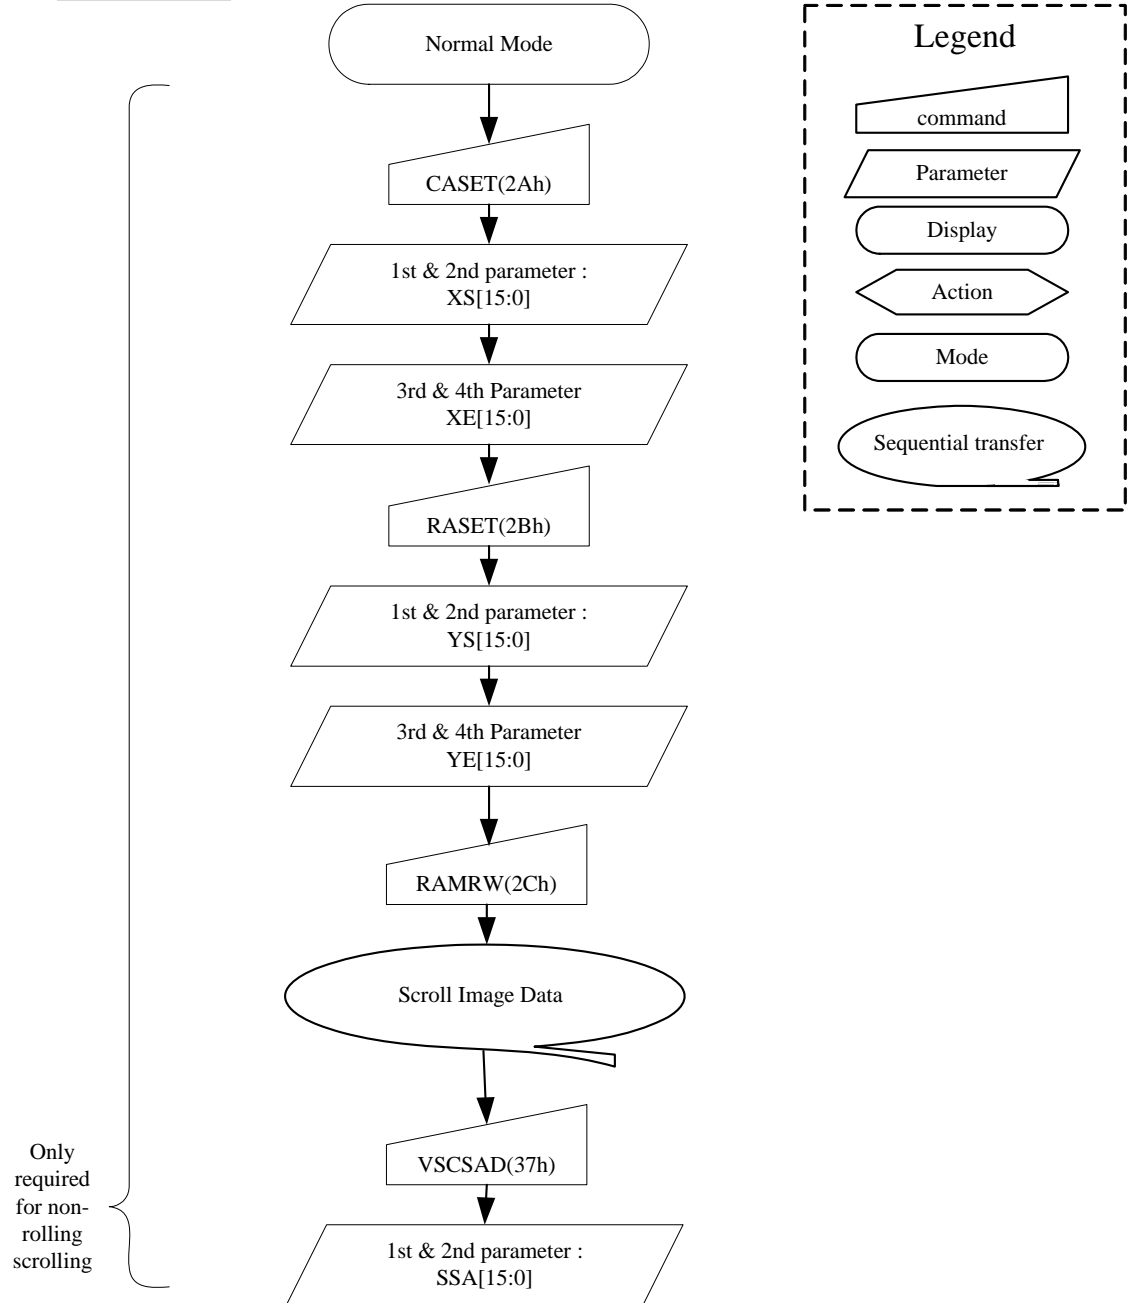 Normal Mode
CASET(2Ah)
1st & 2nd parameter :
XS[15:0]
3rd & 4th Parameter
XE[15:0]
RASET(2Bh)
1st & 2nd parameter :
YS[15:0]
3rd & 4th Parameter
YE[15:0]
RAMRW(2Ch)
Scroll Image Data
VSCSAD(37h)
1st & 2nd parameter :
SSA[15:0]
Only
required
for non-
rolling
scrolling
Legend
command
Parameter
Display
Action
Mode
Sequential transfer